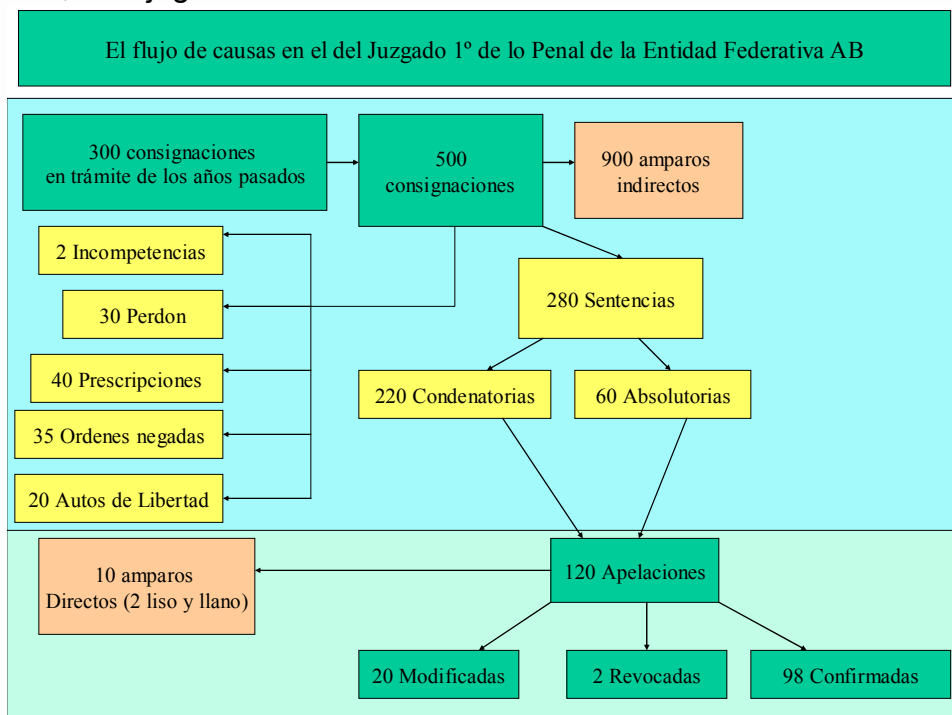 El flujo de causas en el del Juzgado 1º de lo Penal de la Entidad Federativa AB
300 consignaciones
en trámite de los años pasados
500
consignaciones
900 amparos
indirectos
2 Incompetencias
30 Perdon
40 Prescripciones
35 Ordenes negadas
20 Autos de Libertad
280 Sentencias
220 Condenatorias
60 Absolutorias
10 amparos
Directos (2 liso y llano)
120 Apelaciones
20 Modificadas
2 Revocadas
98 Confirmadas